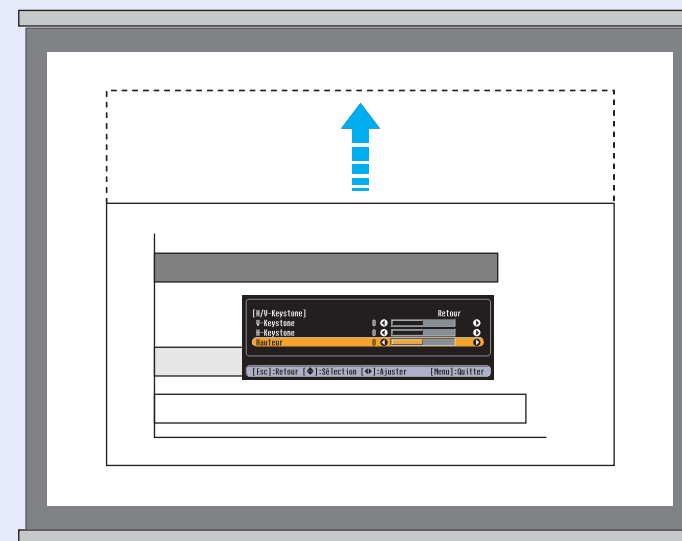 [H/V-Keystone] Retour
V-Keystone 0
H-Keystone 0
Hauteur 0
[Esc]:Retour [◆]:Sélection [◆]:Ajuster [Menu]:Quitter